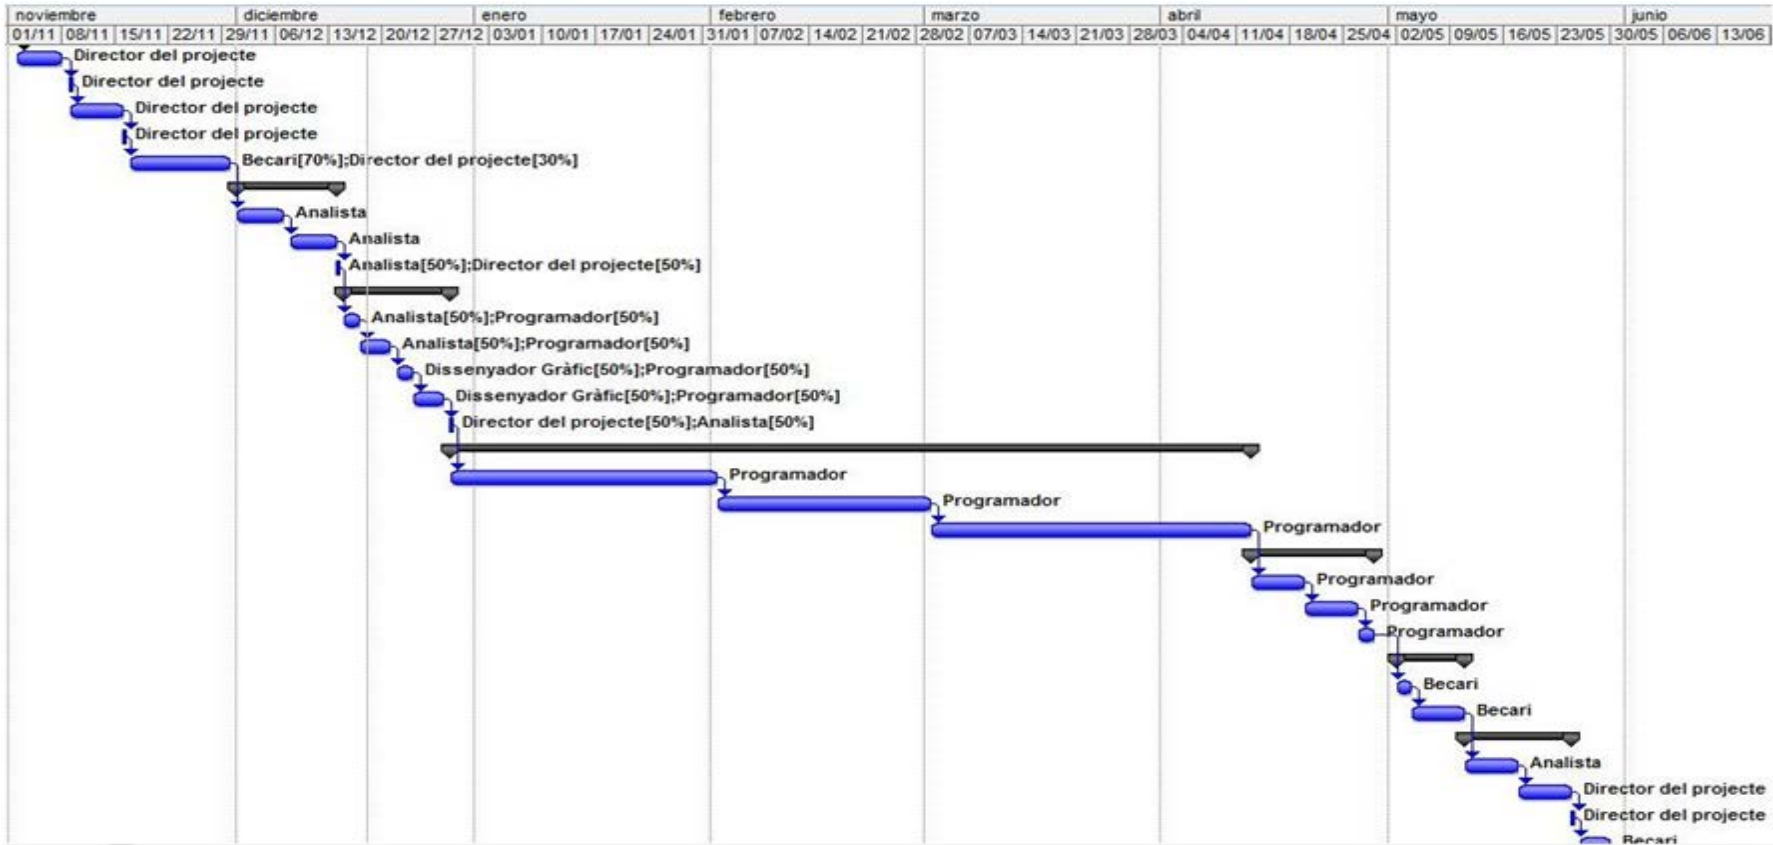 noviembre diciembre enero febrero marzo abril mayo junio
01/11 08/11 15/11 22/11 29/11 06/12 13/12 20/12 27/12 03/01 10/01 17/01 24/01 31/01 07/02 14/02 21/02 28/02 07/03 14/03 21/03 28/03 04/04 11/04 18/04 25/04 02/05 09/05 16/05 23/05 30/05 06/06 13/06
Director del projecte
Director del projecte
Director del projecte
Director del projecte
Becari[70%];Director del projecte[30%]
Analista
Analista
Analista[50%];Director del projecte[50%]
Analista[50%];Programador[50%]
Analista[50%];Programador[50%]
Dissenyador Gràfic[50%];Programador[50%]
Dissenyador Gràfic[50%];Programador[50%]
Director del projecte[50%];Analista[50%]
Programador
Programador
Programador
Programador
Programador
Programador
Becari
Becari
Analista
Director del projecte
Director del projecte
Becari